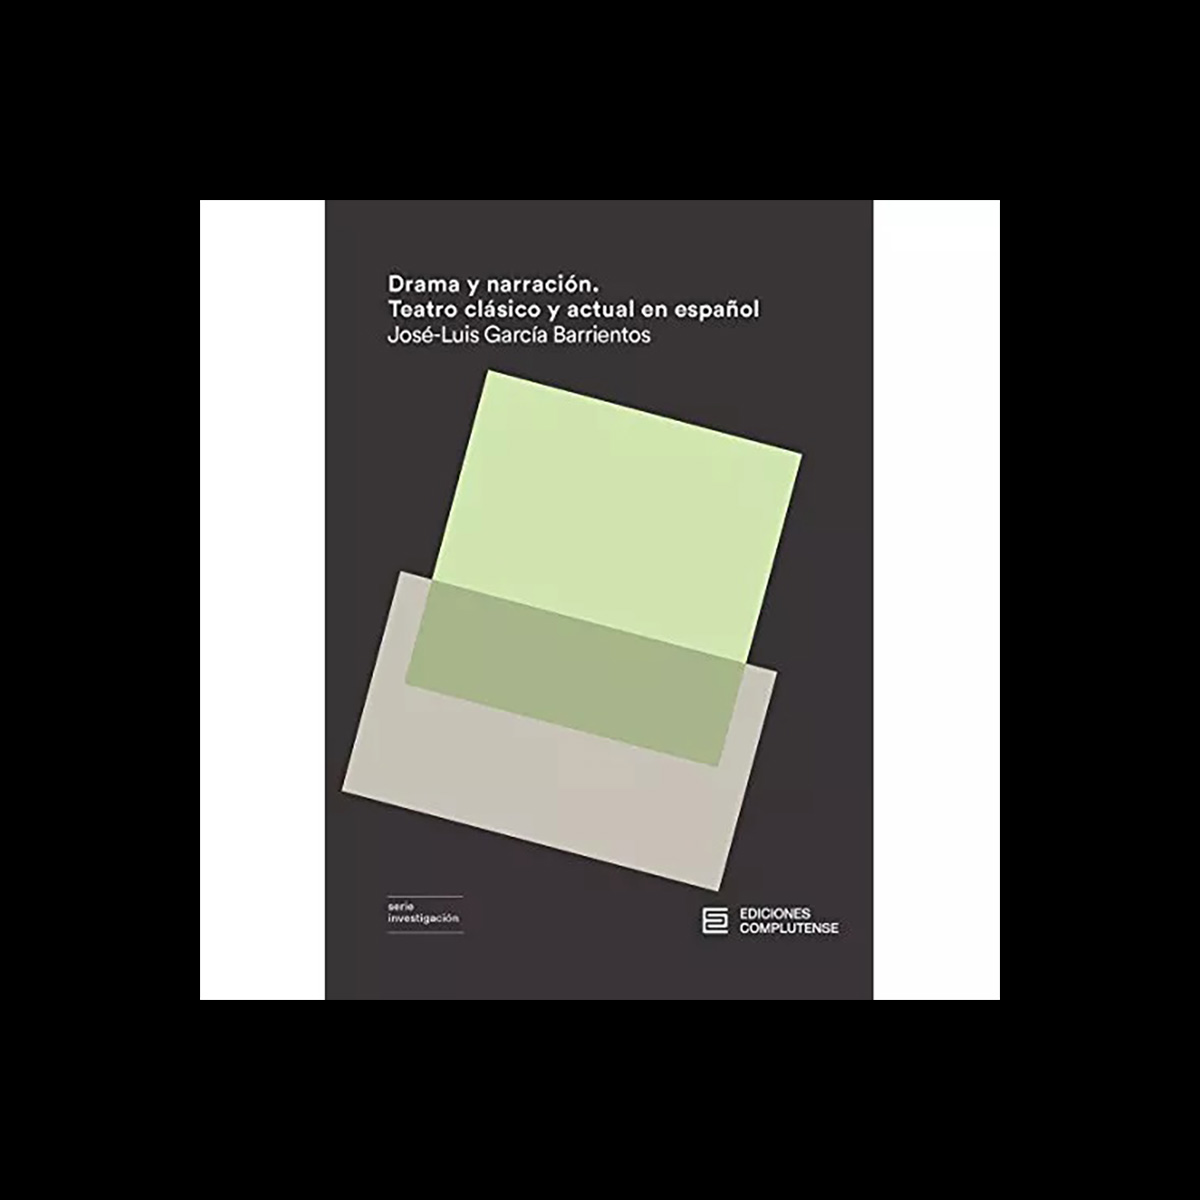 Drama y narración.
Teatro clásico y actual en español
José-Luis García Barrientos
serie
investigación
EDICIONES
COMPLUTENSE